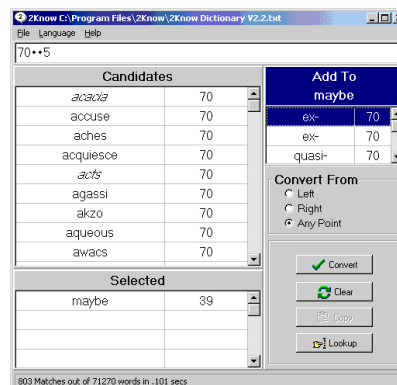 2Know C:\Program Files\2Know\2Know Dictionary V2.2.txt
File Language Help
70••5
Candidates
acacia 70
accuse 70
aches 70
acquiesce 70
acts 70
agassi 70
akzo 70
aqueous 70
awacs 70
Selected
maybe 39
Add To
maybe
ex- 70
ex- 70
quasi- 70
Convert From
Left
Right
Any Point
Convert
Clear
Copy
Lookup
803 Matches out of 71270 words in .101 secs